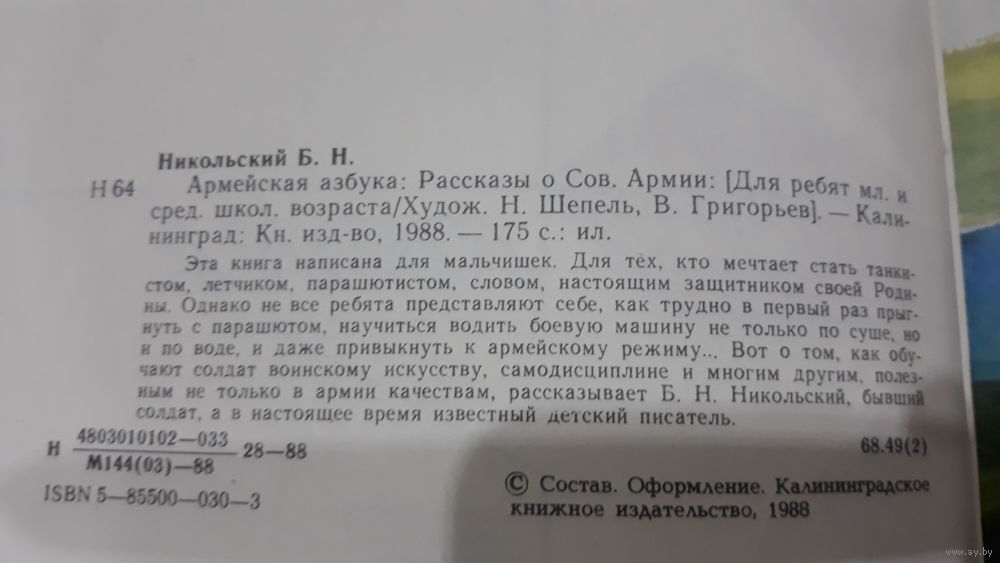 Никольский Б. Н.
Н 64 Армейская азбука: Рассказы о Сов. Армии: [Для ребят мл. и
сред. школ. возраста/Худож. Н. Шепель, В. Григорьев]. — Кали-
нинград: Кн. изд-во, 1988. — 175 с.: ил.
Эта книга написана для мальчишек. Для тех, кто мечтает стать танки-
стом, летчиком, парашютистом, словом, настоящим защитником своей Роди-
ны. Однако не все ребята представляют себе, как трудно в первый раз прыг-
нуть с парашютом, научиться водить боевую машину не только по суше, но
и по воде, и даже привыкнуть к армейскому режиму... Вот о том, как обу-
чают солдат воинскому искусству, самодисциплине и многим другим, полез-
ным не только в армии качествам, рассказывает Б. Н. Никольский, бывший
солдат, а в настоящее время известный детский писатель.
Н 4803010102—033
М144(03)—88 28—88
68.49(2)
ISBN 5—85500—030—3
© Состав. Оформление. Калининградское
книжное издательство, 1988
www.ay.by